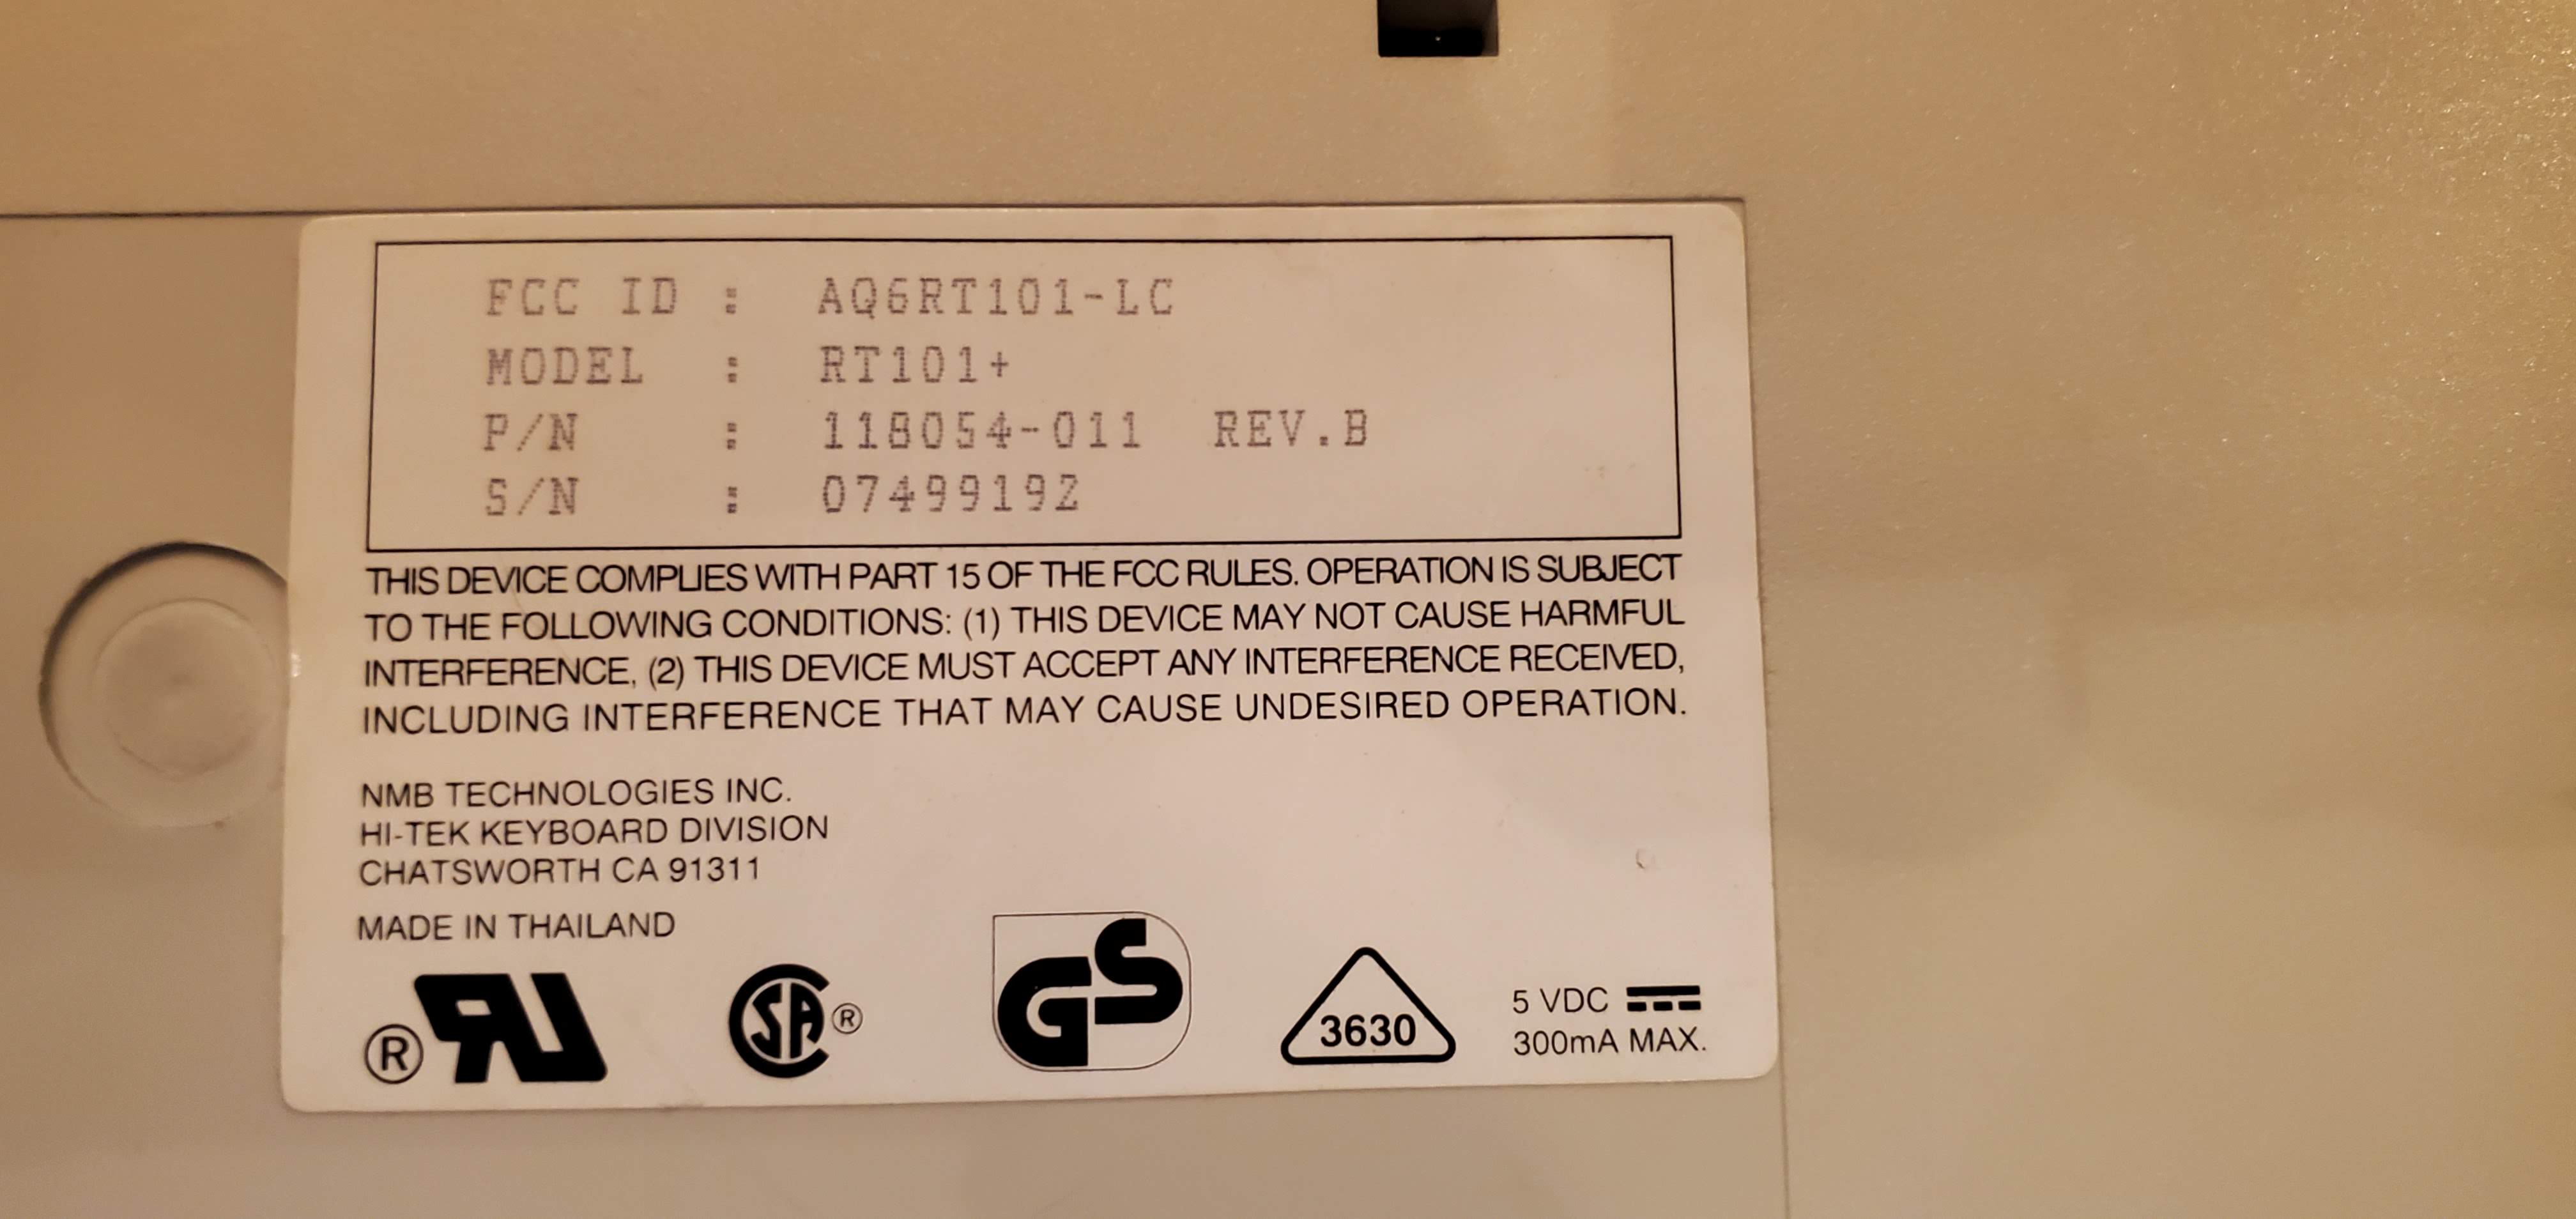 FCC ID : AQ6RT101-LC
MODEL : RT101+
P/N : 118054-011 REV.B
S/N : 07499192
THIS DEVICE COMPLIES WITH PART 15 OF THE FCC RULES. OPERATION IS SUBJECT
TO THE FOLLOWING CONDITIONS: (1) THIS DEVICE MAY NOT CAUSE HARMFUL
INTERFERENCE, (2) THIS DEVICE MUST ACCEPT ANY INTERFERENCE RECEIVED,
INCLUDING INTERFERENCE THAT MAY CAUSE UNDESIRED OPERATION.
NMB TECHNOLOGIES INC.
HI-TEK KEYBOARD DIVISION
CHATSWORTH CA 91311
MADE IN THAILAND
® RU SA ® GS 3630 5 VDC
300mA MAX.